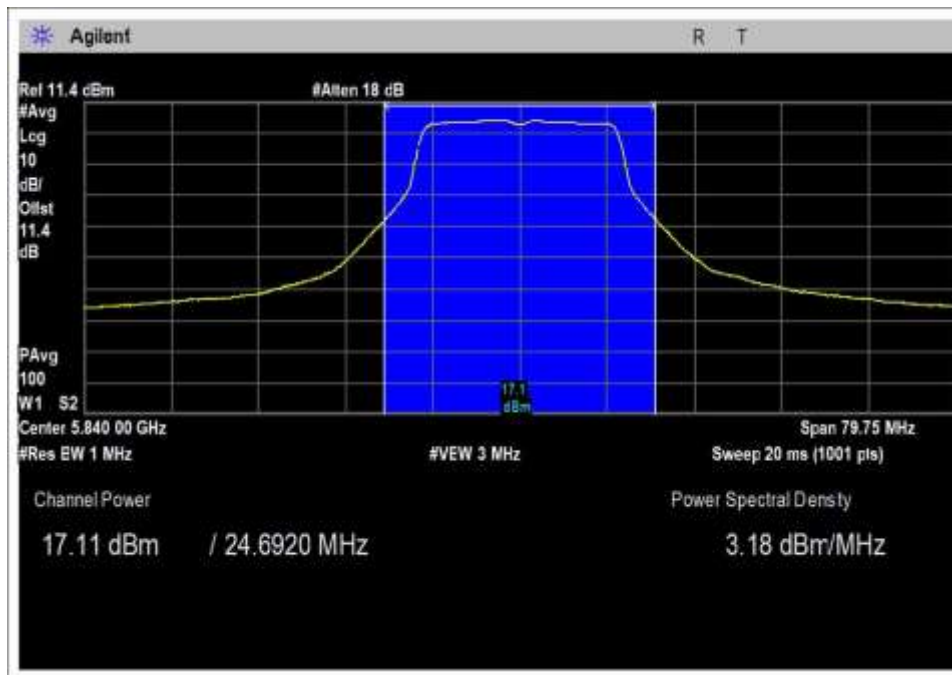 Agilent R T
Ref 11.4 dBm #Atten 18 dB
#Avg
Log
10
dB/
Offst
11.4
dB
PAvg
100
W1 S2
17.1
dBm
Center 5.840 00 GHz Span 79.75 MHz
#Res BW 1 MHz #VBW 3 MHz Sweep 20 ms (1001 pts)
Channel Power Power Spectral Density
17.11 dBm / 24.6920 MHz 3.18 dBm/MHz